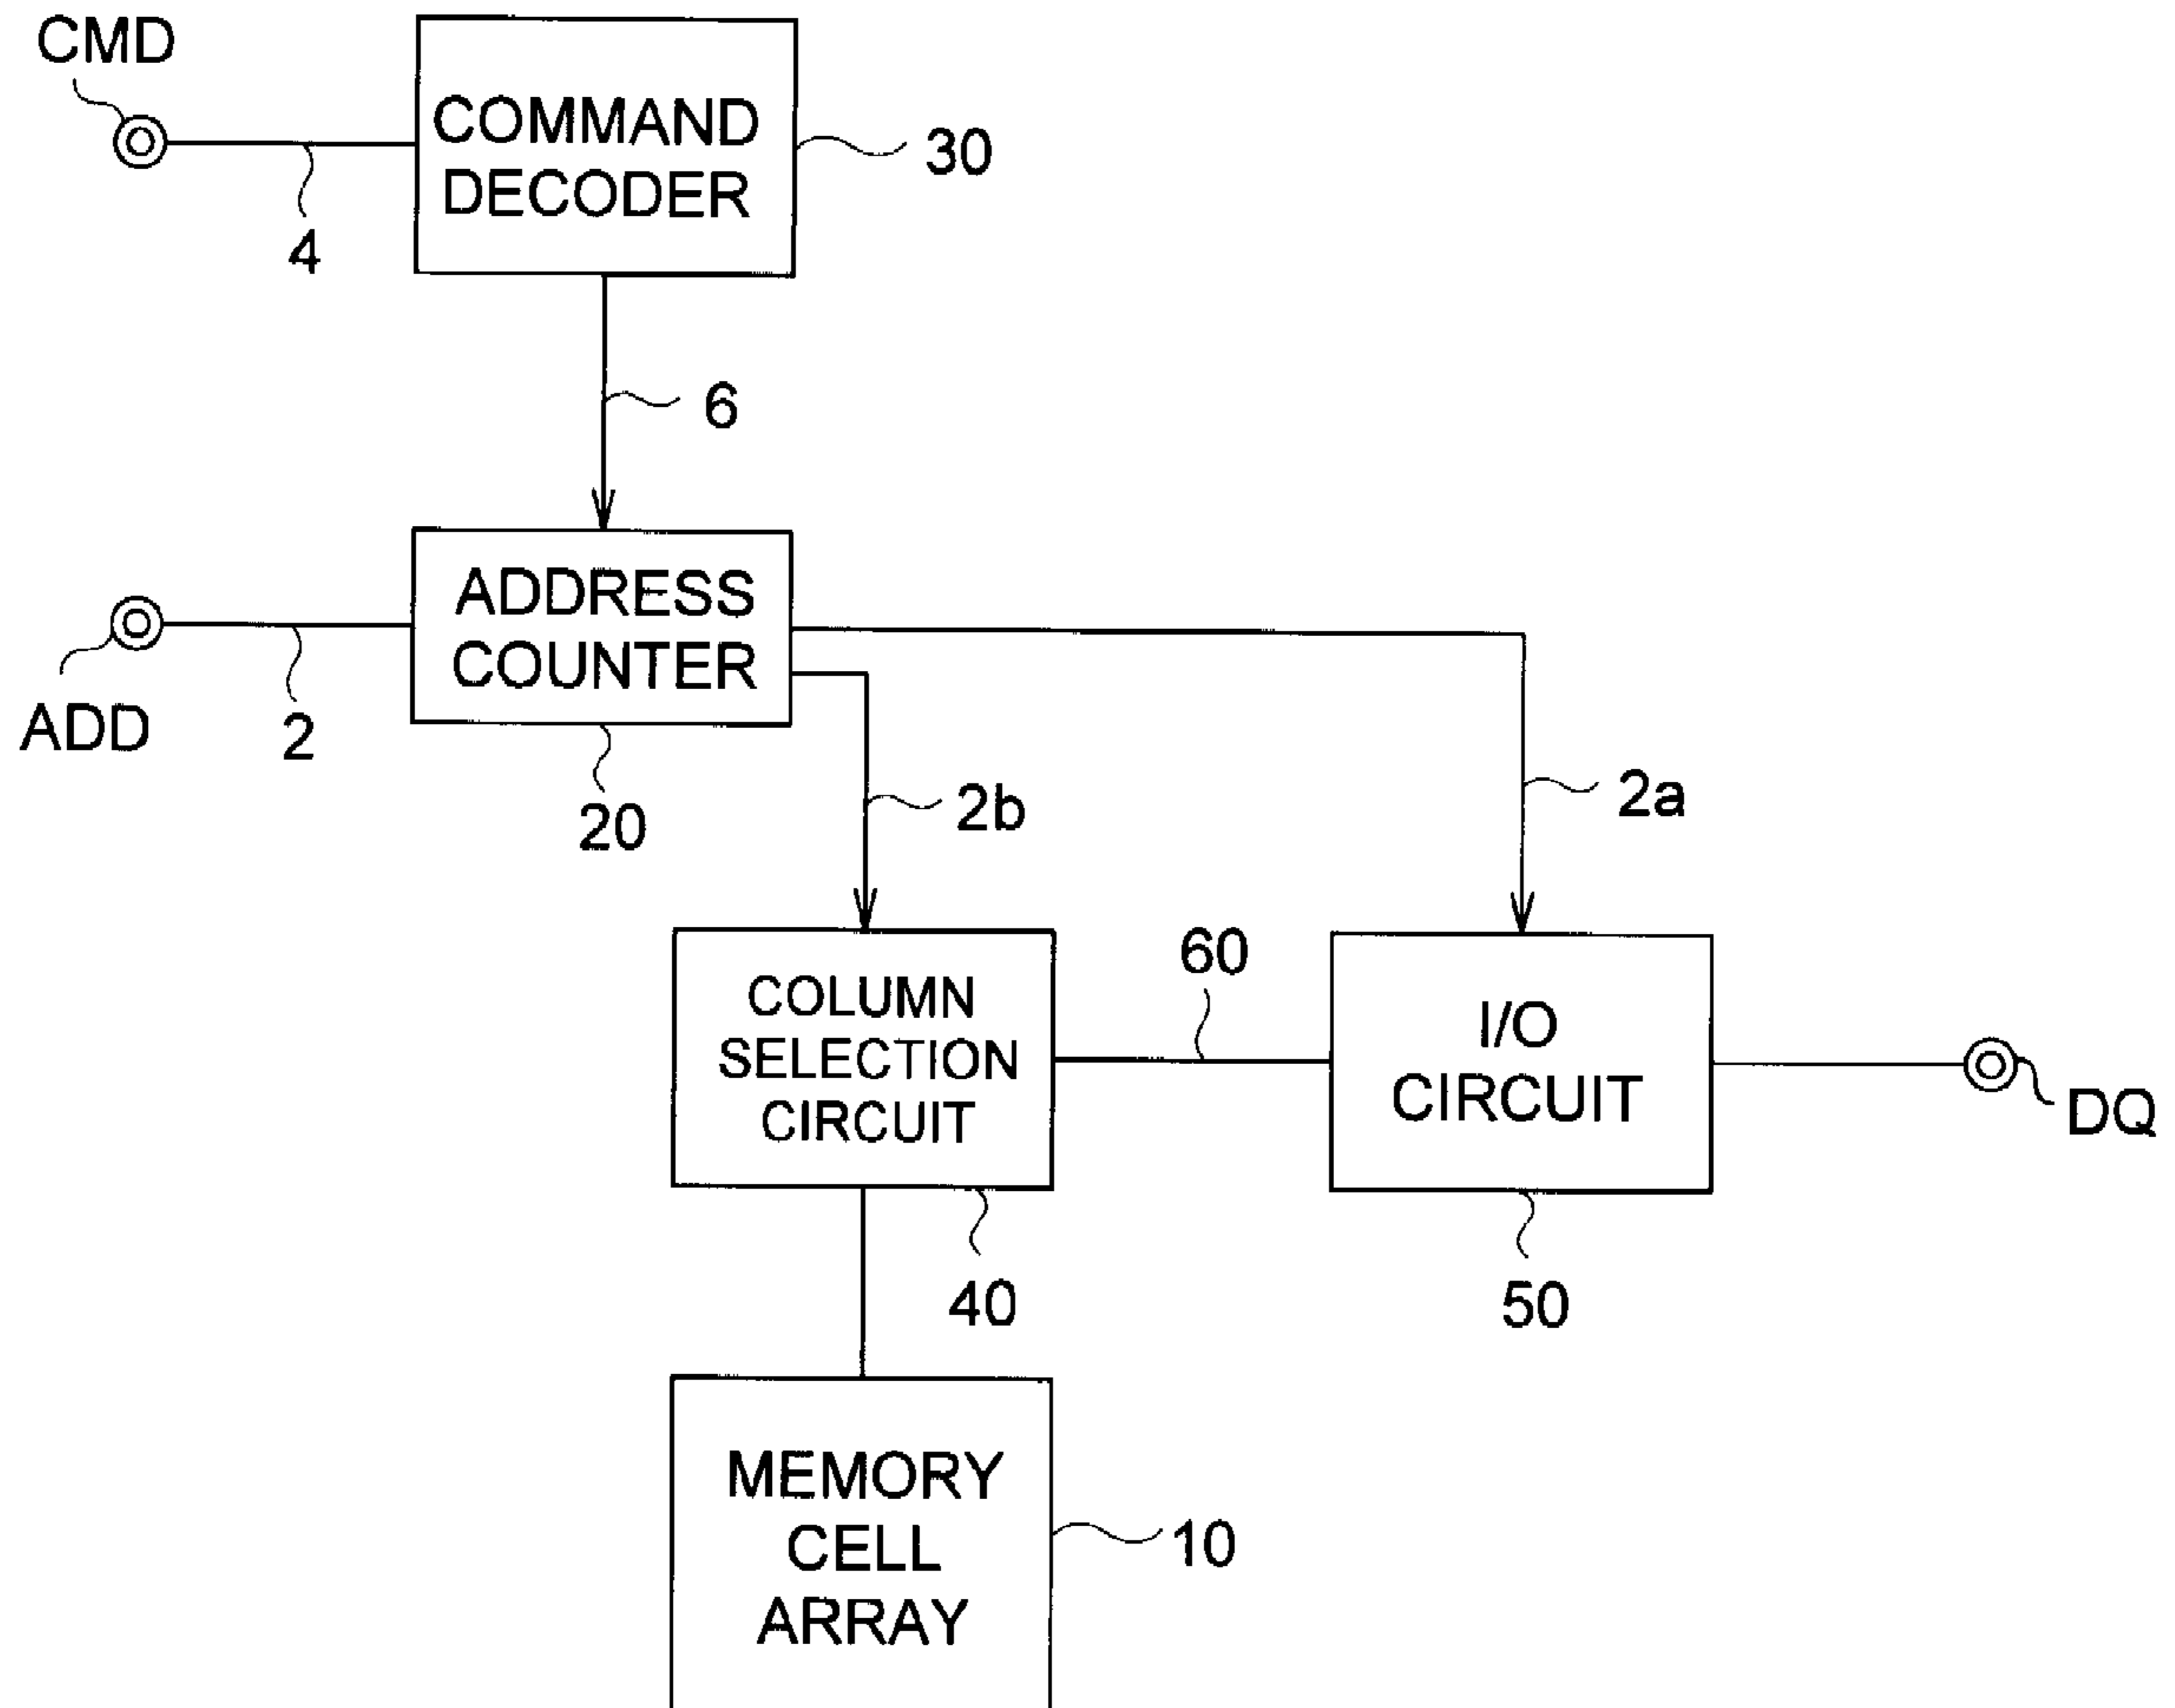 CMD
COMMAND
DECODER
30
4
6
ADDRESS
COUNTER
ADD
2
20
2b
2a
60
COLUMN
SELECTION
CIRCUIT
I/O
CIRCUIT
DQ
40
50
MEMORY
CELL
ARRAY
10